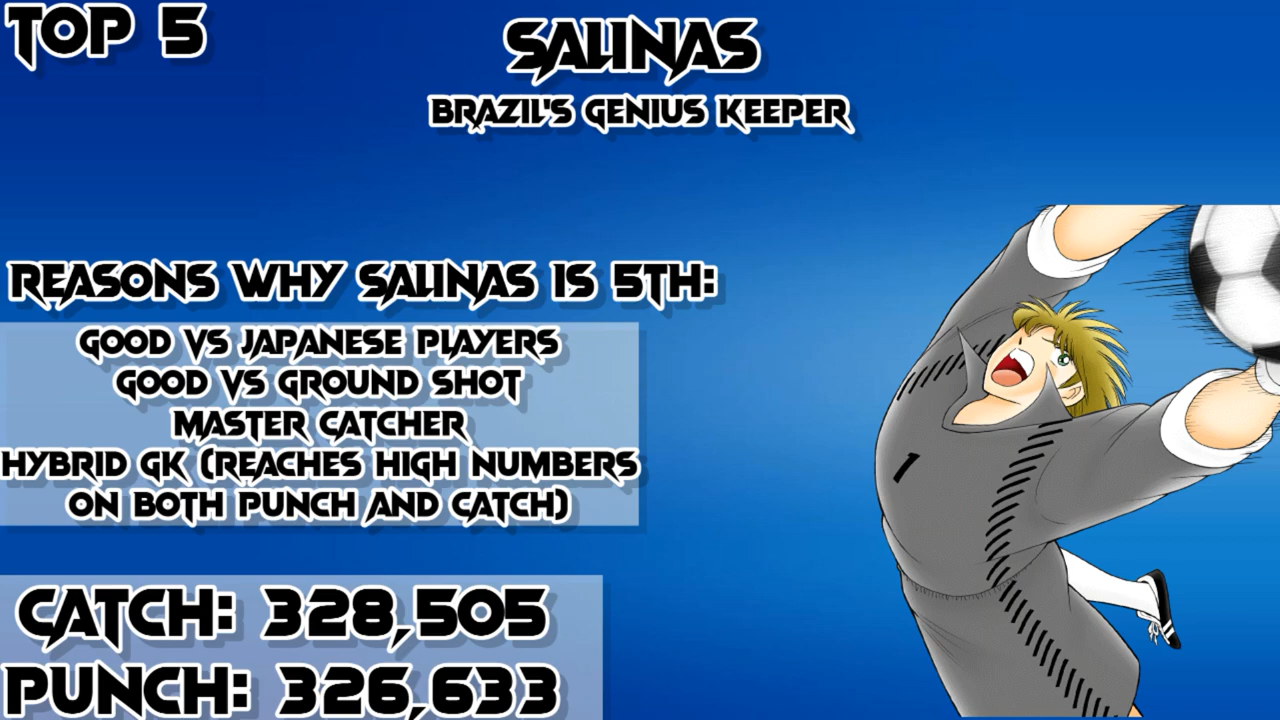 TOP 5
SALINAS
BRAZIL'S GENIUS KEEPER
REASONS WHY SALINAS IS 5TH:
GOOD VS JAPANESE PLAYERS
GOOD VS GROUND SHOT
MASTER CATCHER
HYBRID GK (REACHES HIGH NUMBERS
ON BOTH PUNCH AND CATCH)
1
CATCH: 328,505
PUNCH: 326,633